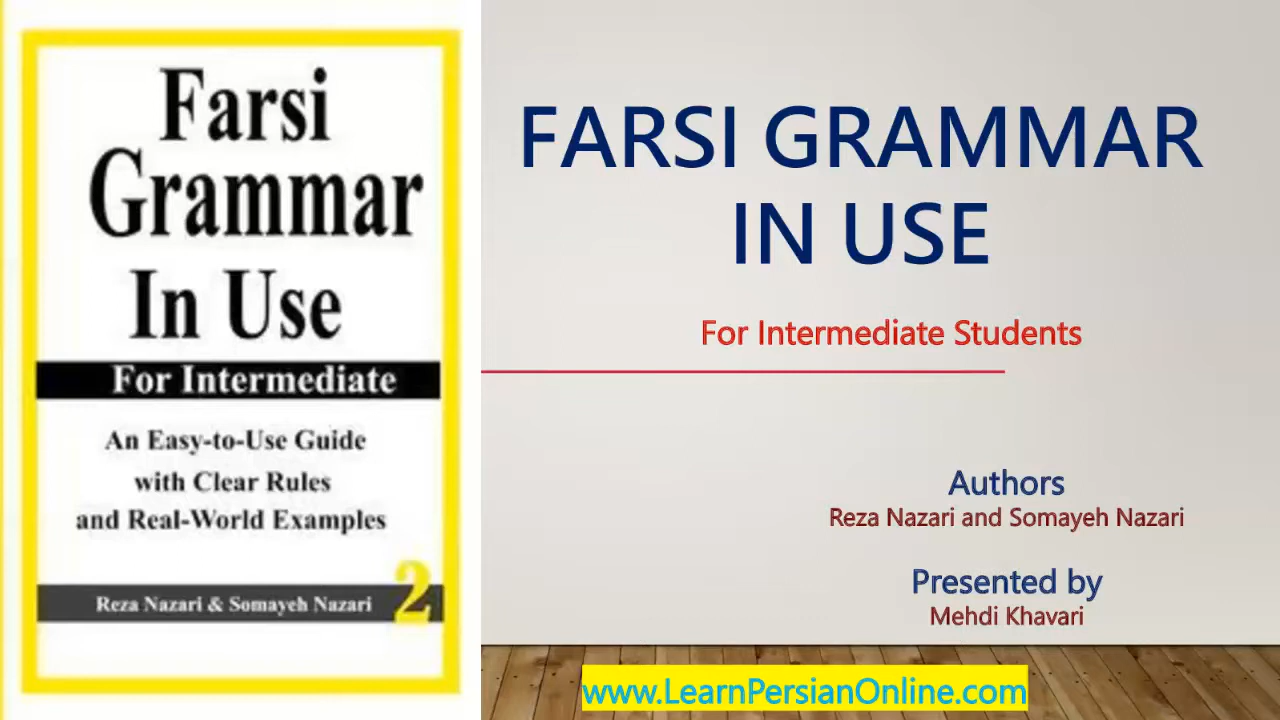 Farsi
Grammar
In Use
For Intermediate
An Easy-to-Use Guide
with Clear Rules
and Real-World Examples
Reza Nazari & Somayeh Nazari 2
FARSI GRAMMAR
IN USE
For Intermediate Students
Authors
Reza Nazari and Somayeh Nazari
Presented by
Mehdi Khavari
www.LearnPersianOnline.com